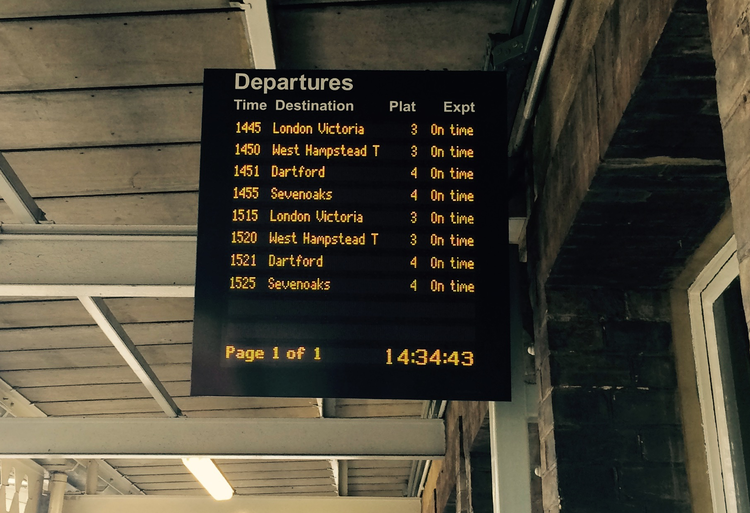 Departures
Time Destination Plat Expt
1445 London Victoria 3 On time
1450 West Hampstead T 3 On time
1451 Dartford 4 On time
1455 Sevenoaks 4 On time
1515 London Victoria 3 On time
1520 West Hampstead T 3 On time
1521 Dartford 4 On time
1525 Sevenoaks 4 On time
Page 1 of 1 14:34:43